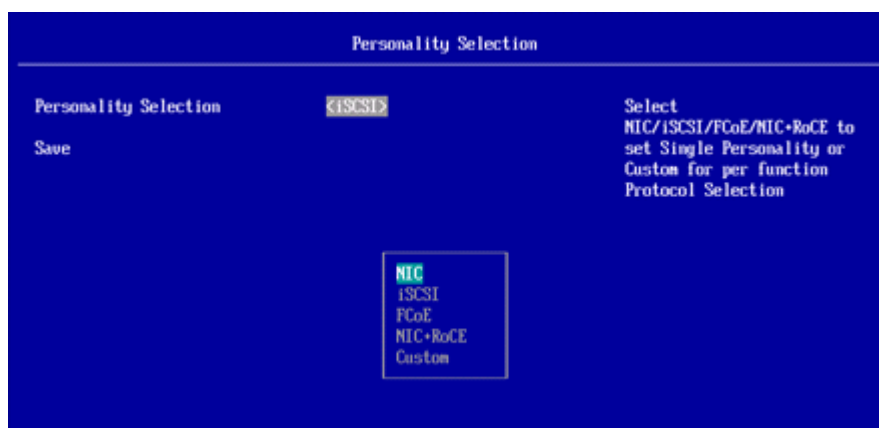 Personality Selection
Personality Selection <iSCSI>
Save
Select
NIC/iSCSI/FCoE/NIC+RoCE to
set Single Personality or
Custom for per function
Protocol Selection
NIC
iSCSI
FCoE
NIC+RoCE
Custom